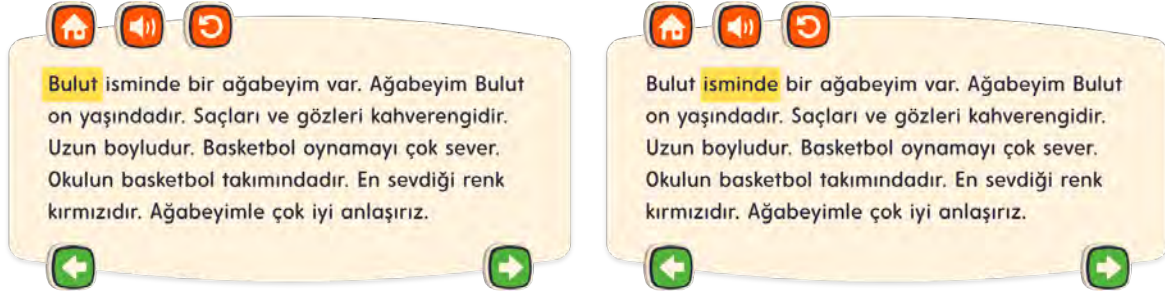 Bulut isminde bir ağabeyim var. Ağabeyim Bulut
on yaşındadır. Saçları ve gözleri kahverengidir.
Uzun boyludur. Basketbol oynamayı çok sever.
Okulun basketbol takımındadır. En sevdiği renk
kırmızıdır. Ağabeyimle çok iyi anlaşırız.
Bulut isminde bir ağabeyim var. Ağabeyim Bulut
on yaşındadır. Saçları ve gözleri kahverengidir.
Uzun boyludur. Basketbol oynamayı çok sever.
Okulun basketbol takımındadır. En sevdiği renk
kırmızıdır. Ağabeyimle çok iyi anlaşırız.